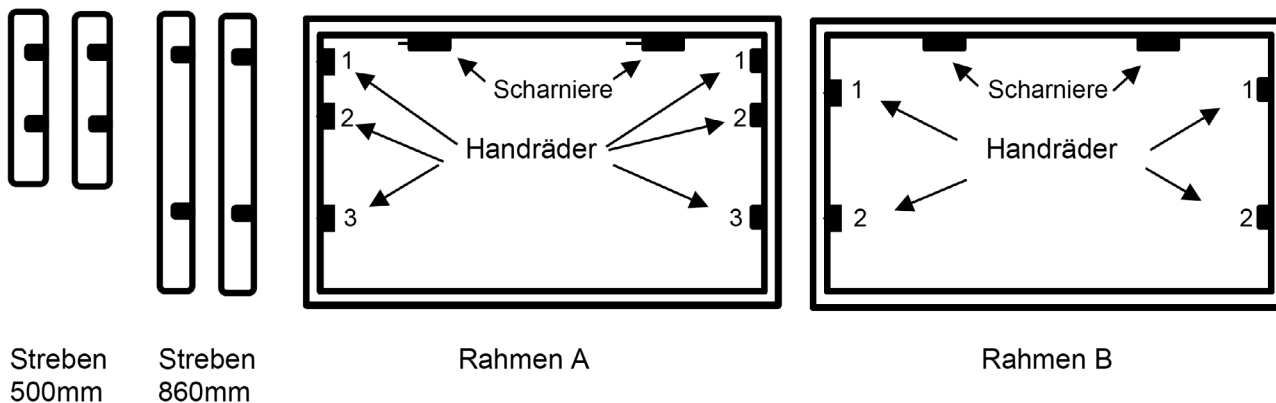 1
1
Scharniere
2
2
Handräder
3
3
1
1
Scharniere
Handräder
2
2
Streben
500mm
Streben
860mm
Rahmen A
Rahmen B